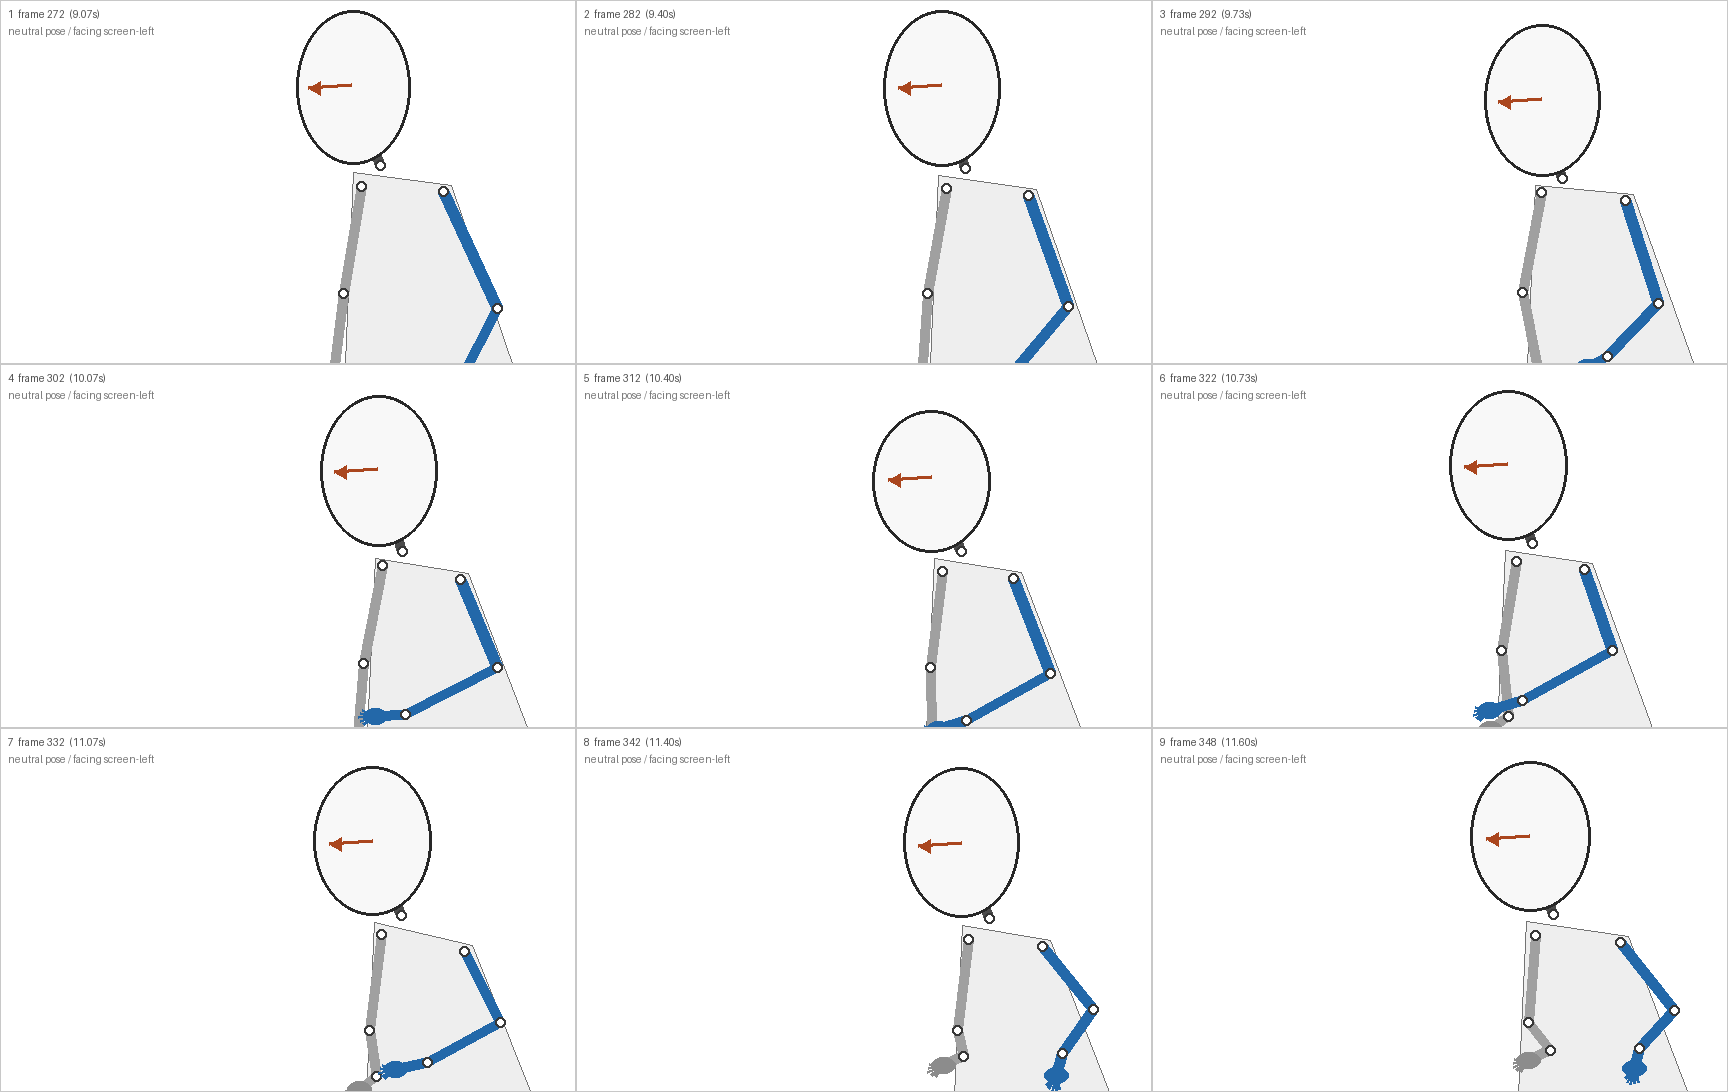 1 frame 272 (9.07s)
neutral pose / facing screen-left
2 frame 282 (9.40s)
neutral pose / facing screen-left
3 frame 292 (9.73s)
neutral pose / facing screen-left
4 frame 302 (10.07s)
neutral pose / facing screen-left
5 frame 312 (10.40s)
neutral pose / facing screen-left
6 frame 322 (10.73s)
neutral pose / facing screen-left
7 frame 332 (11.07s)
neutral pose / facing screen-left
8 frame 342 (11.40s)
neutral pose / facing screen-left
9 frame 348 (11.60s)
neutral pose / facing screen-left